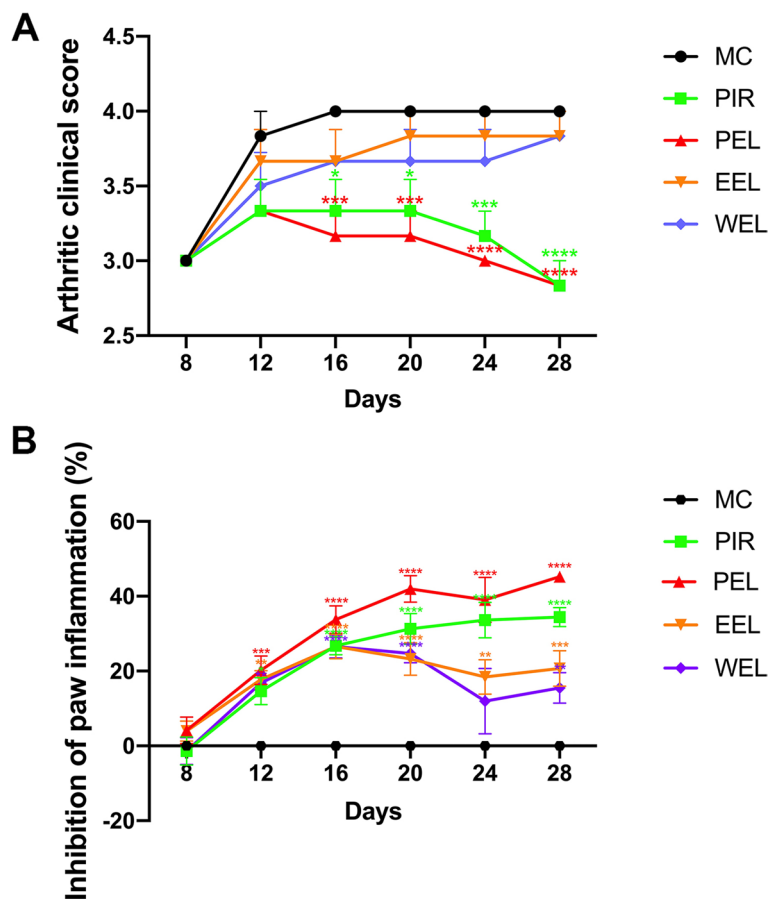 A
Arthritic clinical score
4.5
4.0
3.5
3.0
2.5
* *
*** *** ***
****
****
****
8 12 16 20 24 28
Days
MC
PIR
PEL
EEL
WEL
B
Inhibition of paw inflammation (%)
60
40
20
0
-20
***
**
****
****
****
****
****
****
****
****
****
****
**
****
****
***
**
8 12 16 20 24 28
Days
MC
PIR
PEL
EEL
WEL